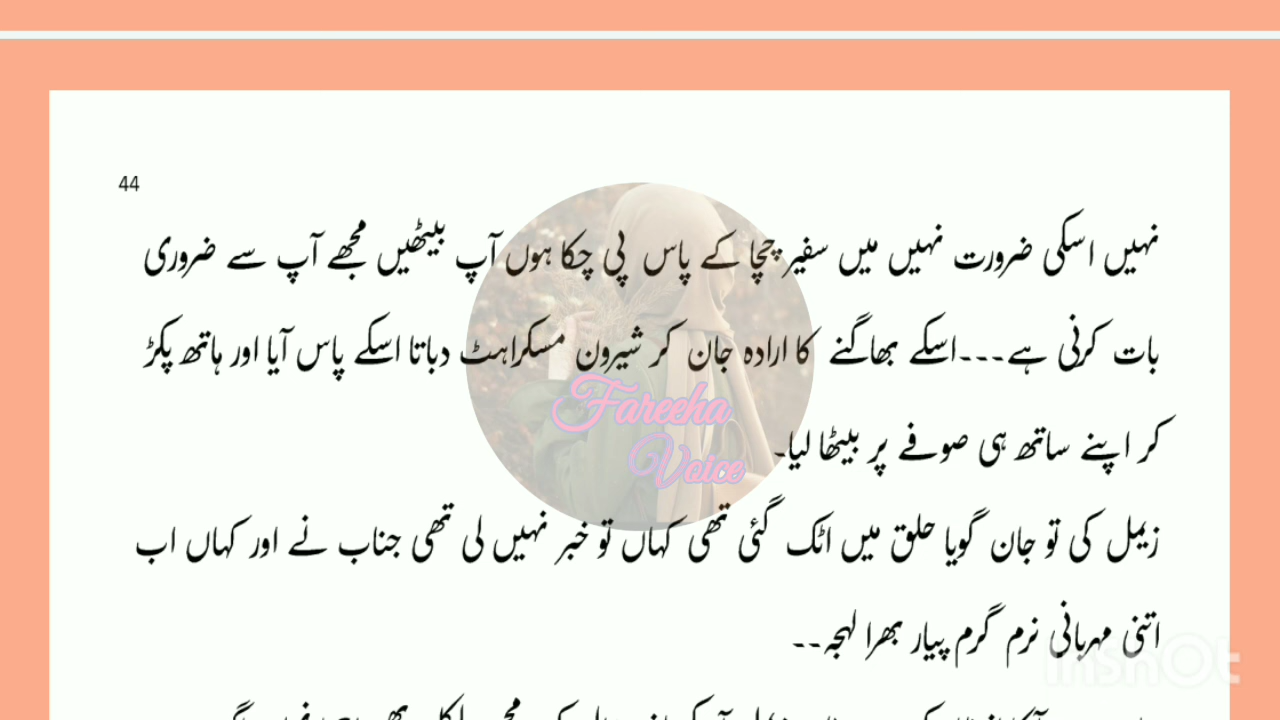 44
نہیں اسکی ضرورت نہیں میں سفیر چچا کے پاس پی چکا ہوں آپ بیٹھیں مجھے آپ سے ضروری
بات کرنی ہے۔۔۔اسکے بھاگنے کا ارادہ جان کر شیرون مسکراہٹ دباتا اسکے پاس آیا اور ہاتھ پکڑ
کر اپنے ساتھ ہی صوفے پر بیٹھا لیا۔
Fareeha
Voice
زیمل کی تو جان گویا حلق میں اٹک گئی تھی کہاں تو خبر نہیں لی تھی جناب نے اور کہاں اب
اتنی مہربانی نرم گرم پیار بھرا لہجہ۔۔
InShOt